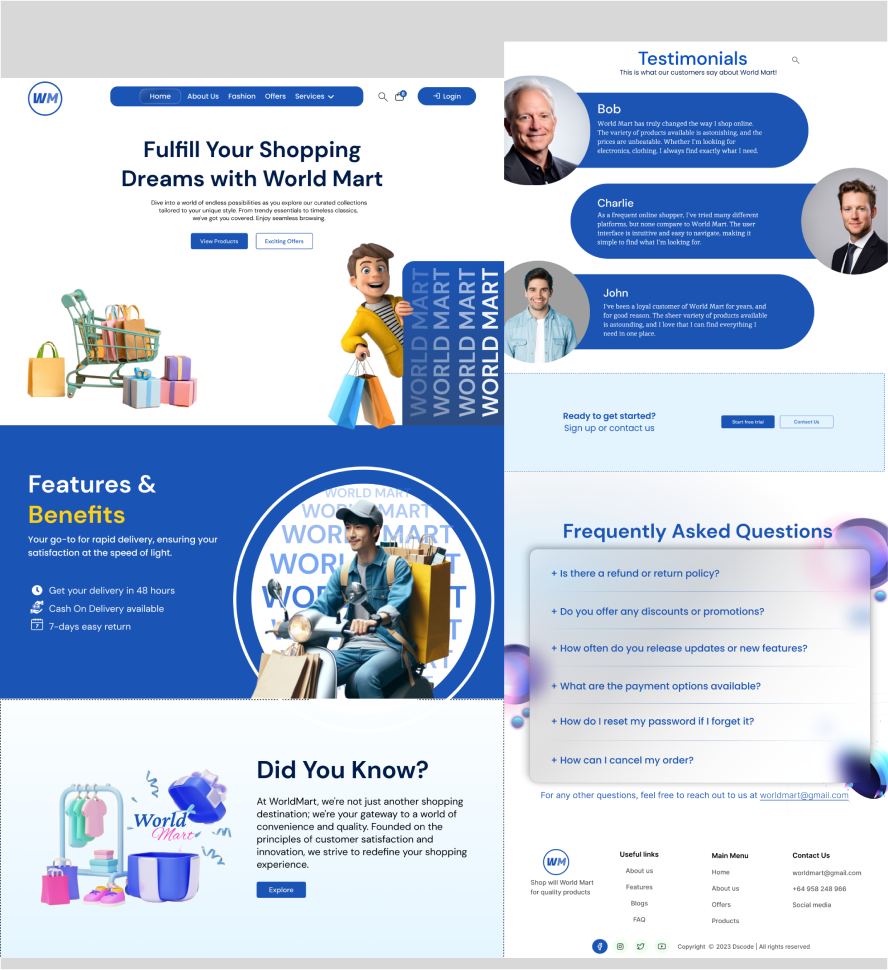 WM
Home
About Us
Fashion
Offers
Services
0
Login
Fulfill Your Shopping
Dreams with World Mart
Dive into a world of endless possibilities as you explore our curated collections
tailored to your unique style. From trendy essentials to timeless classics,
we've got you covered. Enjoy seamless browsing.
View Products
Exciting Offers
WORLD MART
WORLD MART
WORLD MART
WORLD MART
Features &
Benefits
Your go-to for rapid delivery, ensuring your
satisfaction at the speed of light.
Get your delivery in 48 hours
Cash On Delivery available
7
7-days easy return
WORLD MART
Did You Know?
World
Mart
At WorldMart, we're not just another shopping
destination; we're your gateway to a world of
convenience and quality. Founded on the
principles of customer satisfaction and
innovation, we strive to redefine your shopping
experience.
Explore
Testimonials
This is what our customers say about World Mart!
Bob
World Mart has truly changed the way I shop online.
The variety of products available is astonishing, and the
prices are unbeatable. Whether I'm looking for
electronics, clothing, I always find exactly what I need.
Charlie
As a frequent online shopper, I've tried many different
platforms, but none compare to World Mart. The user
interface is intuitive and easy to navigate, making it
simple to find what I'm looking for.
John
I've been a loyal customer of World Mart for years, and
for good reason. The sheer variety of products available
is astounding, and I love that I can find everything I
need in one place.
Ready to get started?
Sign up or contact us
Start free trial
Contact Us
Frequently Asked Questions
+ Is there a refund or return policy?
+ Do you offer any discounts or promotions?
+ How often do you release updates or new features?
+ What are the payment options available?
+ How do I reset my password if I forget it?
+ How can I cancel my order?
For any other questions, feel free to reach out to us at worldmart@gmail.com
WM
Shop will World Mart
for quality products
Useful links
About us
Features
Blogs
FAQ
Main Menu
Home
About us
Offers
Products
Contact Us
worldmart@gmail.com
+64 958 248 966
Social media
Copyright © 2023 Dscode | All rights reserved